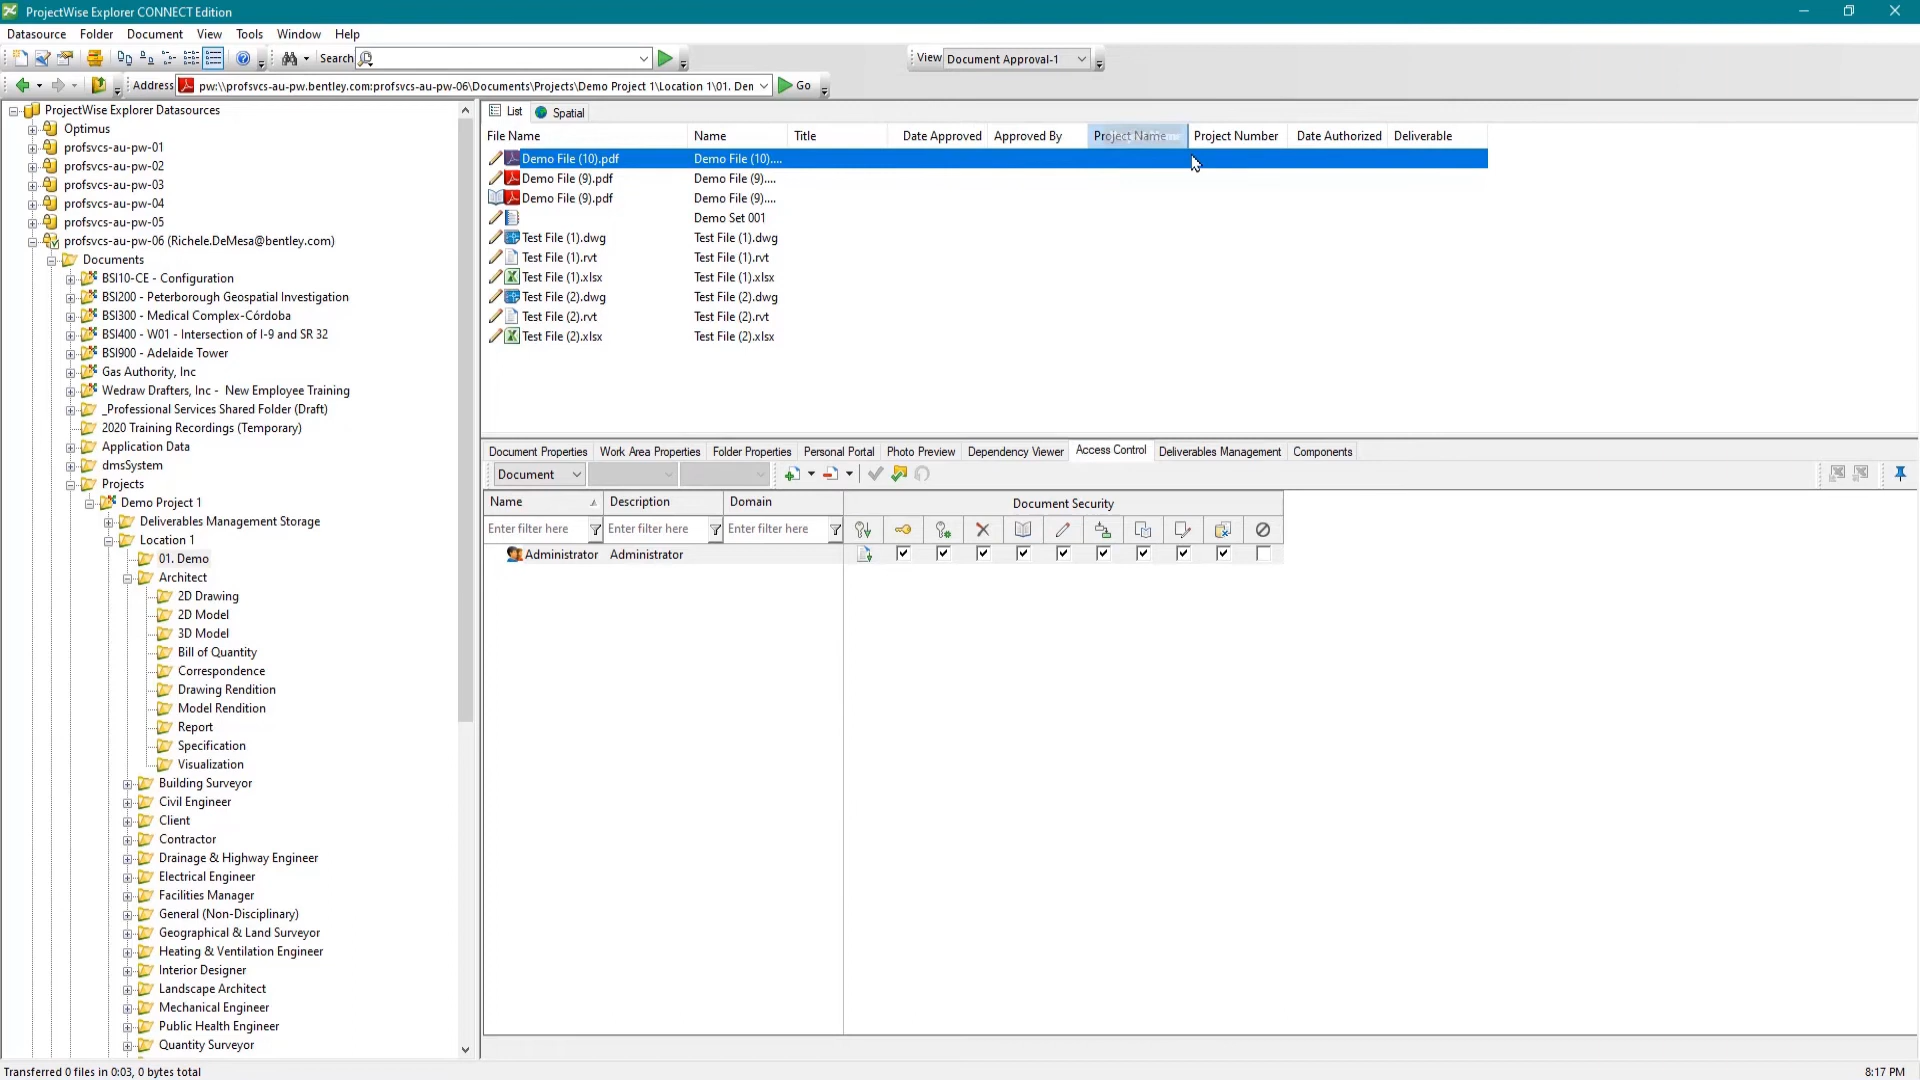 ProjectWise Explorer CONNECT Edition
Datasource Folder Document View Tools Window Help
Search
View Document Approval-1
Address pw:\\profsvcs-au-pw.bentley.com:profsvcs-au-pw-06\Documents\Projects\Demo Project 1\Location 1\01. Den Go
ProjectWise Explorer Datasources
Optimus
profsvcs-au-pw-01
profsvcs-au-pw-02
profsvcs-au-pw-03
profsvcs-au-pw-04
profsvcs-au-pw-05
profsvcs-au-pw-06 (Richele.DeMesa@bentley.com)
Documents
BSI10-CE - Configuration
BSI200 - Peterborough Geospatial Investigation
BSI300 - Medical Complex-Córdoba
BSI400 - W01 - Intersection of I-9 and SR 32
BSI900 - Adelaide Tower
Gas Authority, Inc
Wedraw Drafters, Inc - New Employee Training
_Professional Services Shared Folder (Draft)
2020 Training Recordings (Temporary)
Application Data
dmsSystem
Projects
Demo Project 1
Deliverables Management Storage
Location 1
01. Demo
Architect
2D Drawing
2D Model
3D Model
Bill of Quantity
Correspondence
Drawing Rendition
Model Rendition
Report
Specification
Visualization
Building Surveyor
Civil Engineer
Client
Contractor
Drainage & Highway Engineer
Electrical Engineer
Facilities Manager
General (Non-Disciplinary)
Geographical & Land Surveyor
Heating & Ventilation Engineer
Interior Designer
Landscape Architect
Mechanical Engineer
Public Health Engineer
Quantity Surveyor
List Spatial
File Name Name Title Date Approved Approved By Project Name Project Number Date Authorized Deliverable
Demo File (10).pdf Demo File (10)....
Demo File (9).pdf Demo File (9)....
Demo File (9).pdf Demo File (9)....
Demo Set 001
Test File (1).dwg Test File (1).dwg
Test File (1).rvt Test File (1).rvt
Test File (1).xlsx Test File (1).xlsx
Test File (2).dwg Test File (2).dwg
Test File (2).rvt Test File (2).rvt
Test File (2).xlsx Test File (2).xlsx
Document Properties Work Area Properties Folder Properties Personal Portal Photo Preview Dependency Viewer Access Control Deliverables Management Components
Document
Name Description Domain Document Security
Enter filter here Enter filter here Enter filter here
Administrator Administrator
Transferred 0 files in 0:03, 0 bytes total 8:17 PM